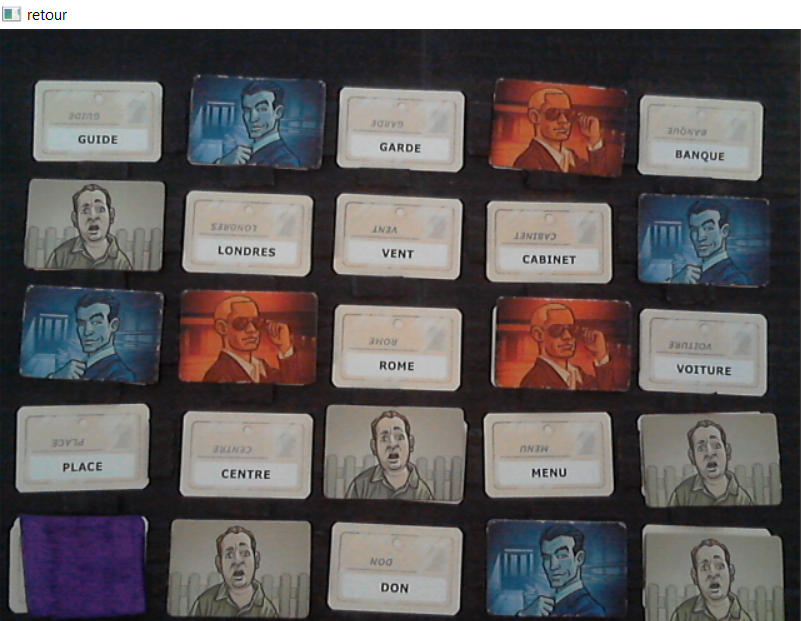 retour
GUIDE
GUIDE
GARDE
GARDE
BANQUE
BANQUE
LONDRES
LONDRES
VENT
VENT
CABINET
CABINET
ROME
ROME
VOITURE
VOITURE
PLACE
PLACE
CENTRE
CENTRE
MENU
MENU
DON
DON